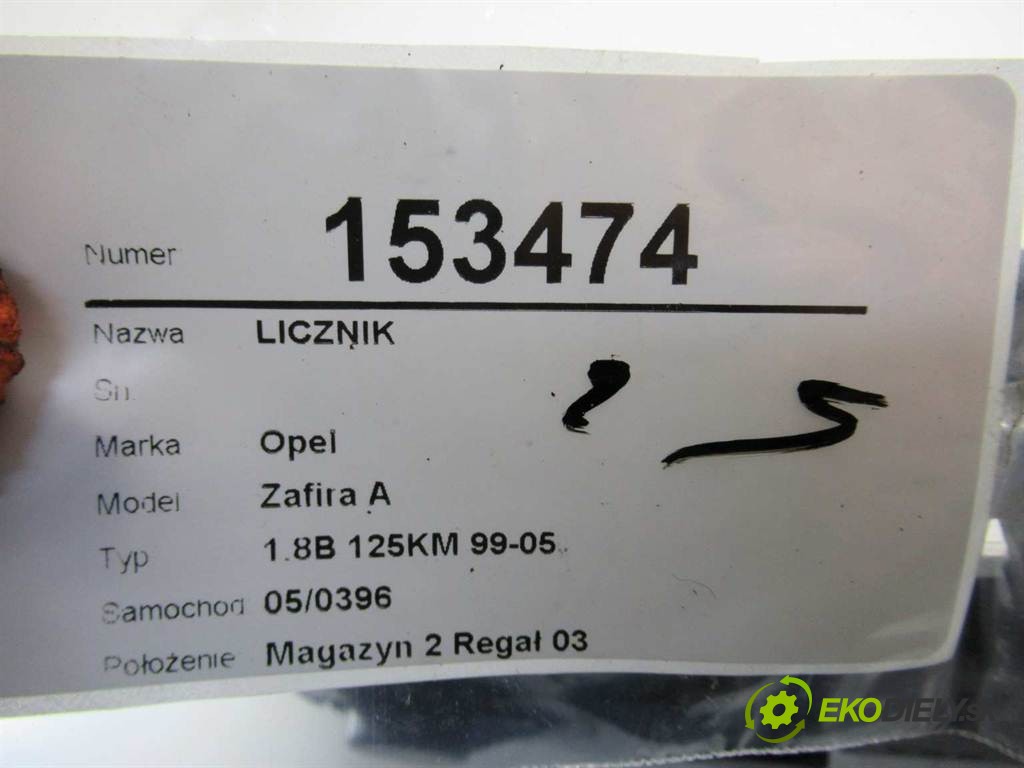 Numer 153474
Nazwa LICZNIK
Sn.
Marka Opel
Model Zafira A
Typ 1.8B 125KM 99-05
Samochod 05/0396
Położenie Magazyn 2 Regał 03
EKODIELY.s